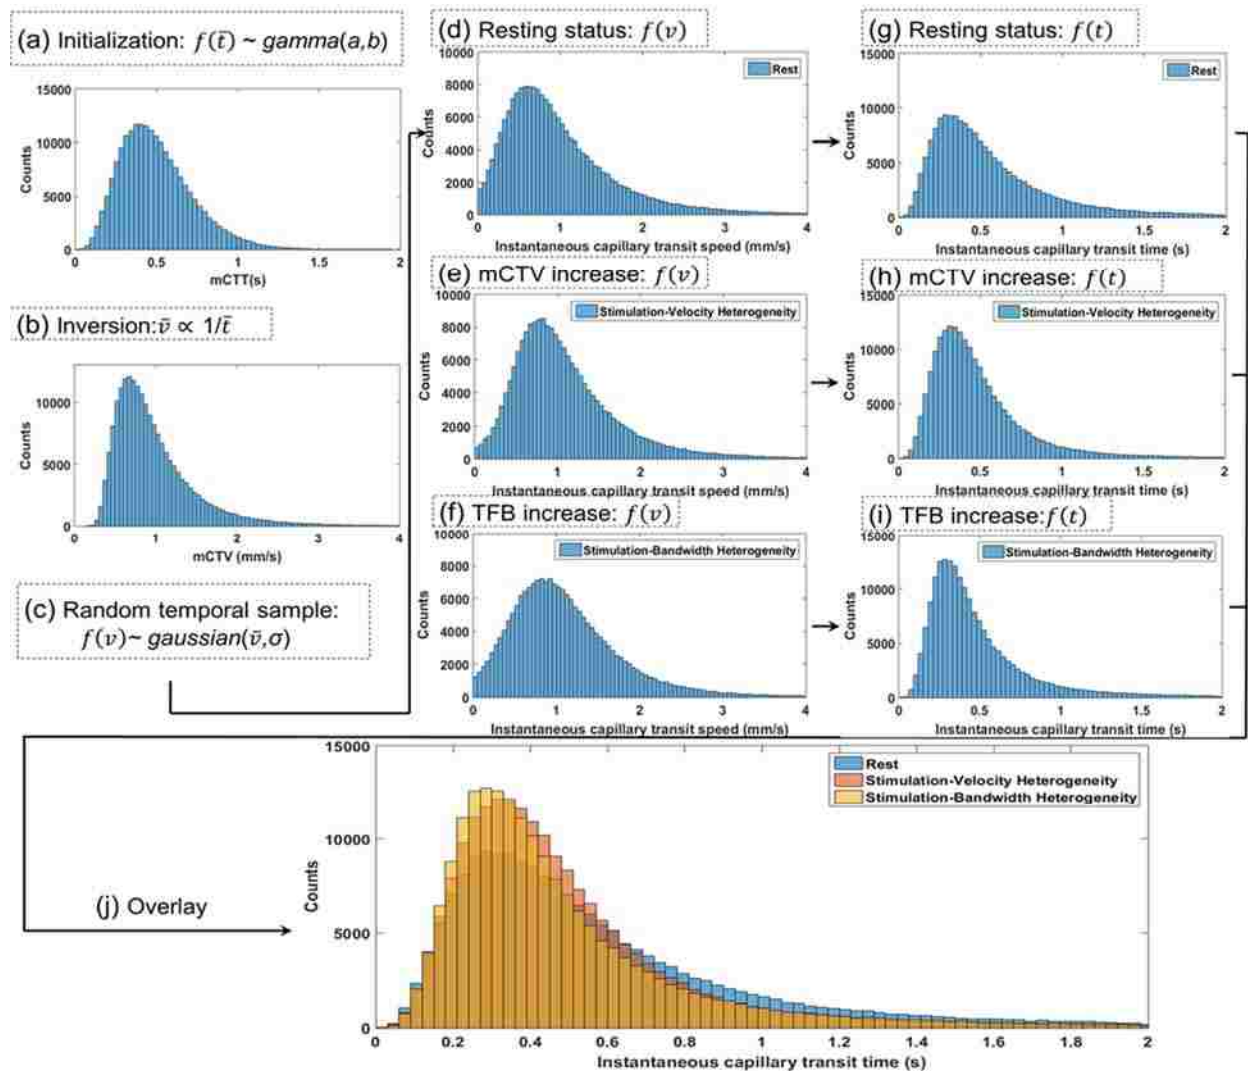 (a) Initialization: f(t̄) ~ gamma(a,b)
15000
10000
5000
0
Counts
0 0.5 1 1.5 2
mCTT(s)
(b) Inversion:v̄ ∝ 1/t̄
10000
5000
0
Counts
0 1 2 3 4
mCTV (mm/s)
(c) Random temporal sample:
f(v)~ gaussian(v̄,σ)
(d) Resting status: f(v)
10000
8000
6000
4000
2000
0
Counts
Rest
0 1 2 3 4
Instantaneous capillary transit speed (mm/s)
(e) mCTV increase: f(v)
10000
8000
6000
4000
2000
0
Counts
Stimulation-Velocity Heterogeneity
0 1 2 3 4
Instantaneous capillary transit speed (mm/s)
(f) TFB increase: f(v)
10000
8000
6000
4000
2000
0
Counts
Stimulation-Bandwidth Heterogeneity
0 1 2 3 4
Instantaneous capillary transit speed (mm/s)
(g) Resting status: f(t)
15000
10000
5000
0
Counts
Rest
0 0.5 1 1.5 2
Instantaneous capillary transit time (s)
(h) mCTV increase: f(t)
15000
10000
5000
0
Counts
Stimulation-Velocity Heterogeneity
0 0.5 1 1.5 2
Instantaneous capillary transit time (s)
(i) TFB increase:f(t)
15000
10000
5000
0
Counts
Stimulation-Bandwidth Heterogeneity
0 0.5 1 1.5 2
Instantaneous capillary transit time (s)
(j) Overlay
15000
10000
5000
0
Counts
Rest
Stimulation-Velocity Heterogeneity
Stimulation-Bandwidth Heterogeneity
0 0.2 0.4 0.6 0.8 1 1.2 1.4 1.6 1.8 2
Instantaneous capillary transit time (s)